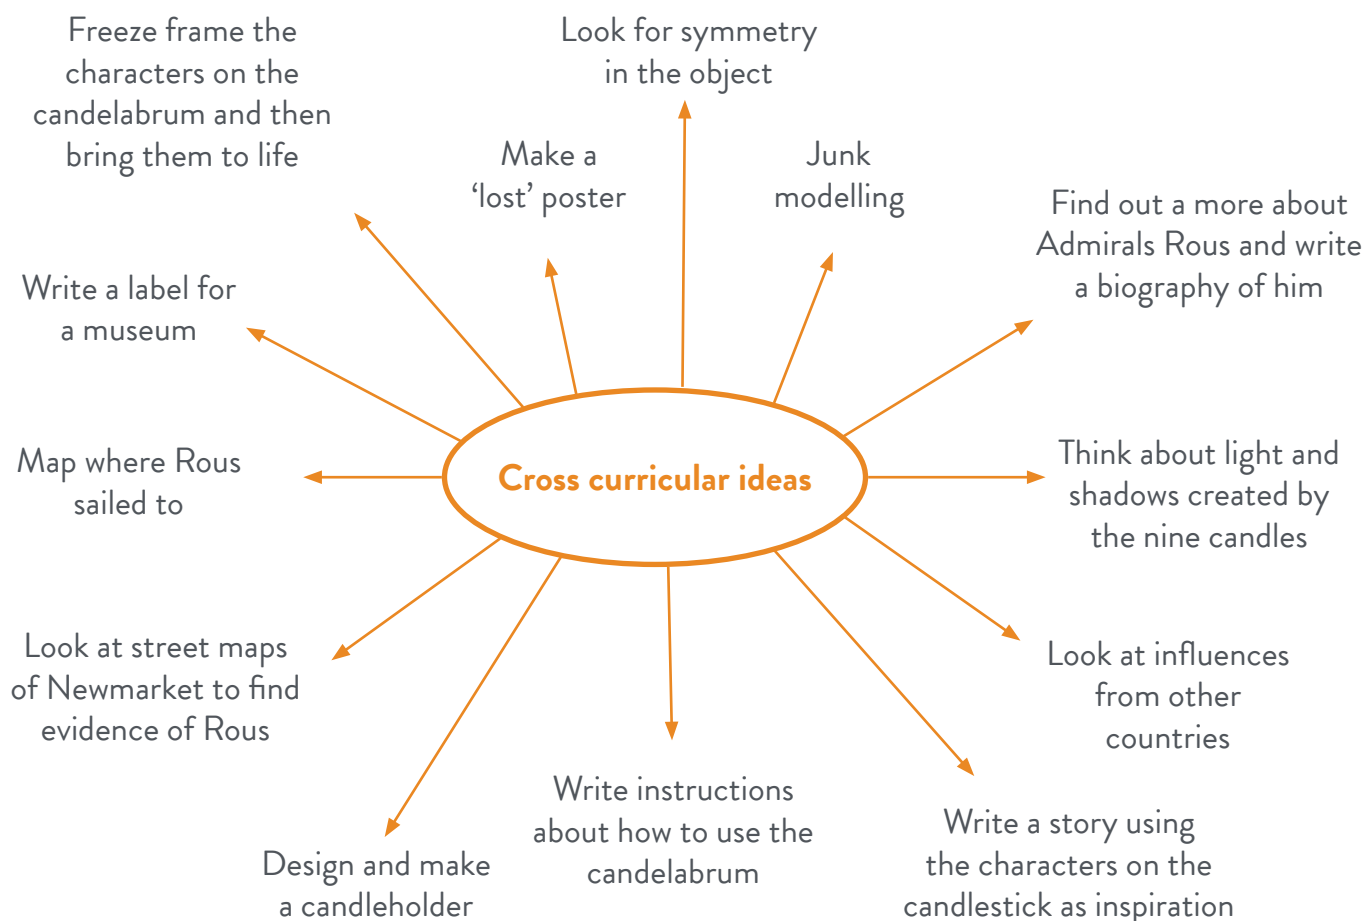 Freeze frame the
characters on the
candelabrum and then
bring them to life
Look for symmetry
in the object
Make a
‘lost’ poster
Junk
modelling
Find out a more about
Admirals Rous and write
a biography of him
Write a label for
a museum
Cross curricular ideas
Map where Rous
sailed to
Think about light and
shadows created by
the nine candles
Look at street maps
of Newmarket to find
evidence of Rous
Look at influences
from other
countries
Write instructions
about how to use the
candelabrum
Write a story using
the characters on the
candlestick as inspiration
Design and make
a candleholder